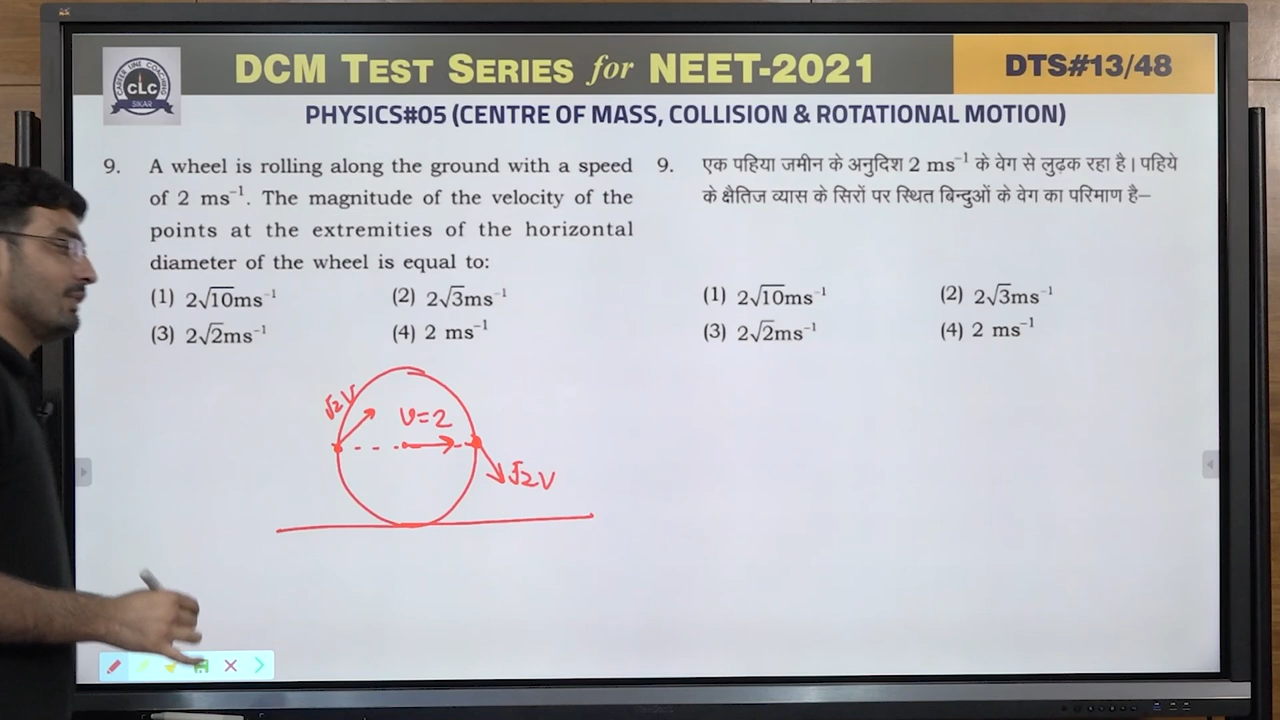 DCM TEST SERIES for NEET-2021
DTS#13/48
CAREER LINE COACHING
CLC
SIKAR
PHYSICS#05 (CENTRE OF MASS, COLLISION & ROTATIONAL MOTION)
9. A wheel is rolling along the ground with a speed
of 2 ms⁻¹. The magnitude of the velocity of the
points at the extremities of the horizontal
diameter of the wheel is equal to:
(1) 2√10ms⁻¹ (2) 2√3ms⁻¹
(3) 2√2ms⁻¹ (4) 2 ms⁻¹
9. एक पहिया जमीन के अनुदिश 2 ms⁻¹ के वेग से लुढ़क रहा है। पहिये
के क्षैतिज व्यास के सिरों पर स्थित बिन्दुओं के वेग का परिमाण है–
(1) 2√10ms⁻¹ (2) 2√3ms⁻¹
(3) 2√2ms⁻¹ (4) 2 ms⁻¹
√2V
V=2
√2V